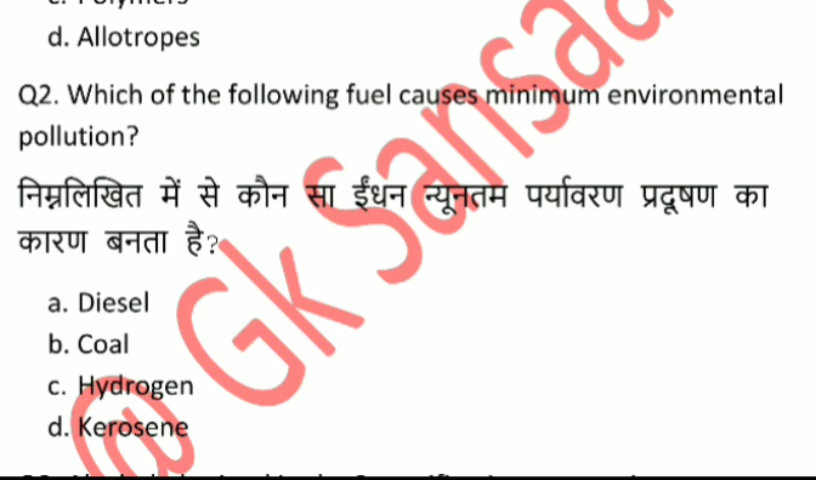 d. Allotropes
Q2. Which of the following fuel causes minimum environmental
pollution?
निम्नलिखित में से कौन सा ईंधन न्यूनतम पर्यावरण प्रदूषण का
कारण बनता है?
a. Diesel
b. Coal
c. Hydrogen
d. Kerosene
@ Gk Sansaa